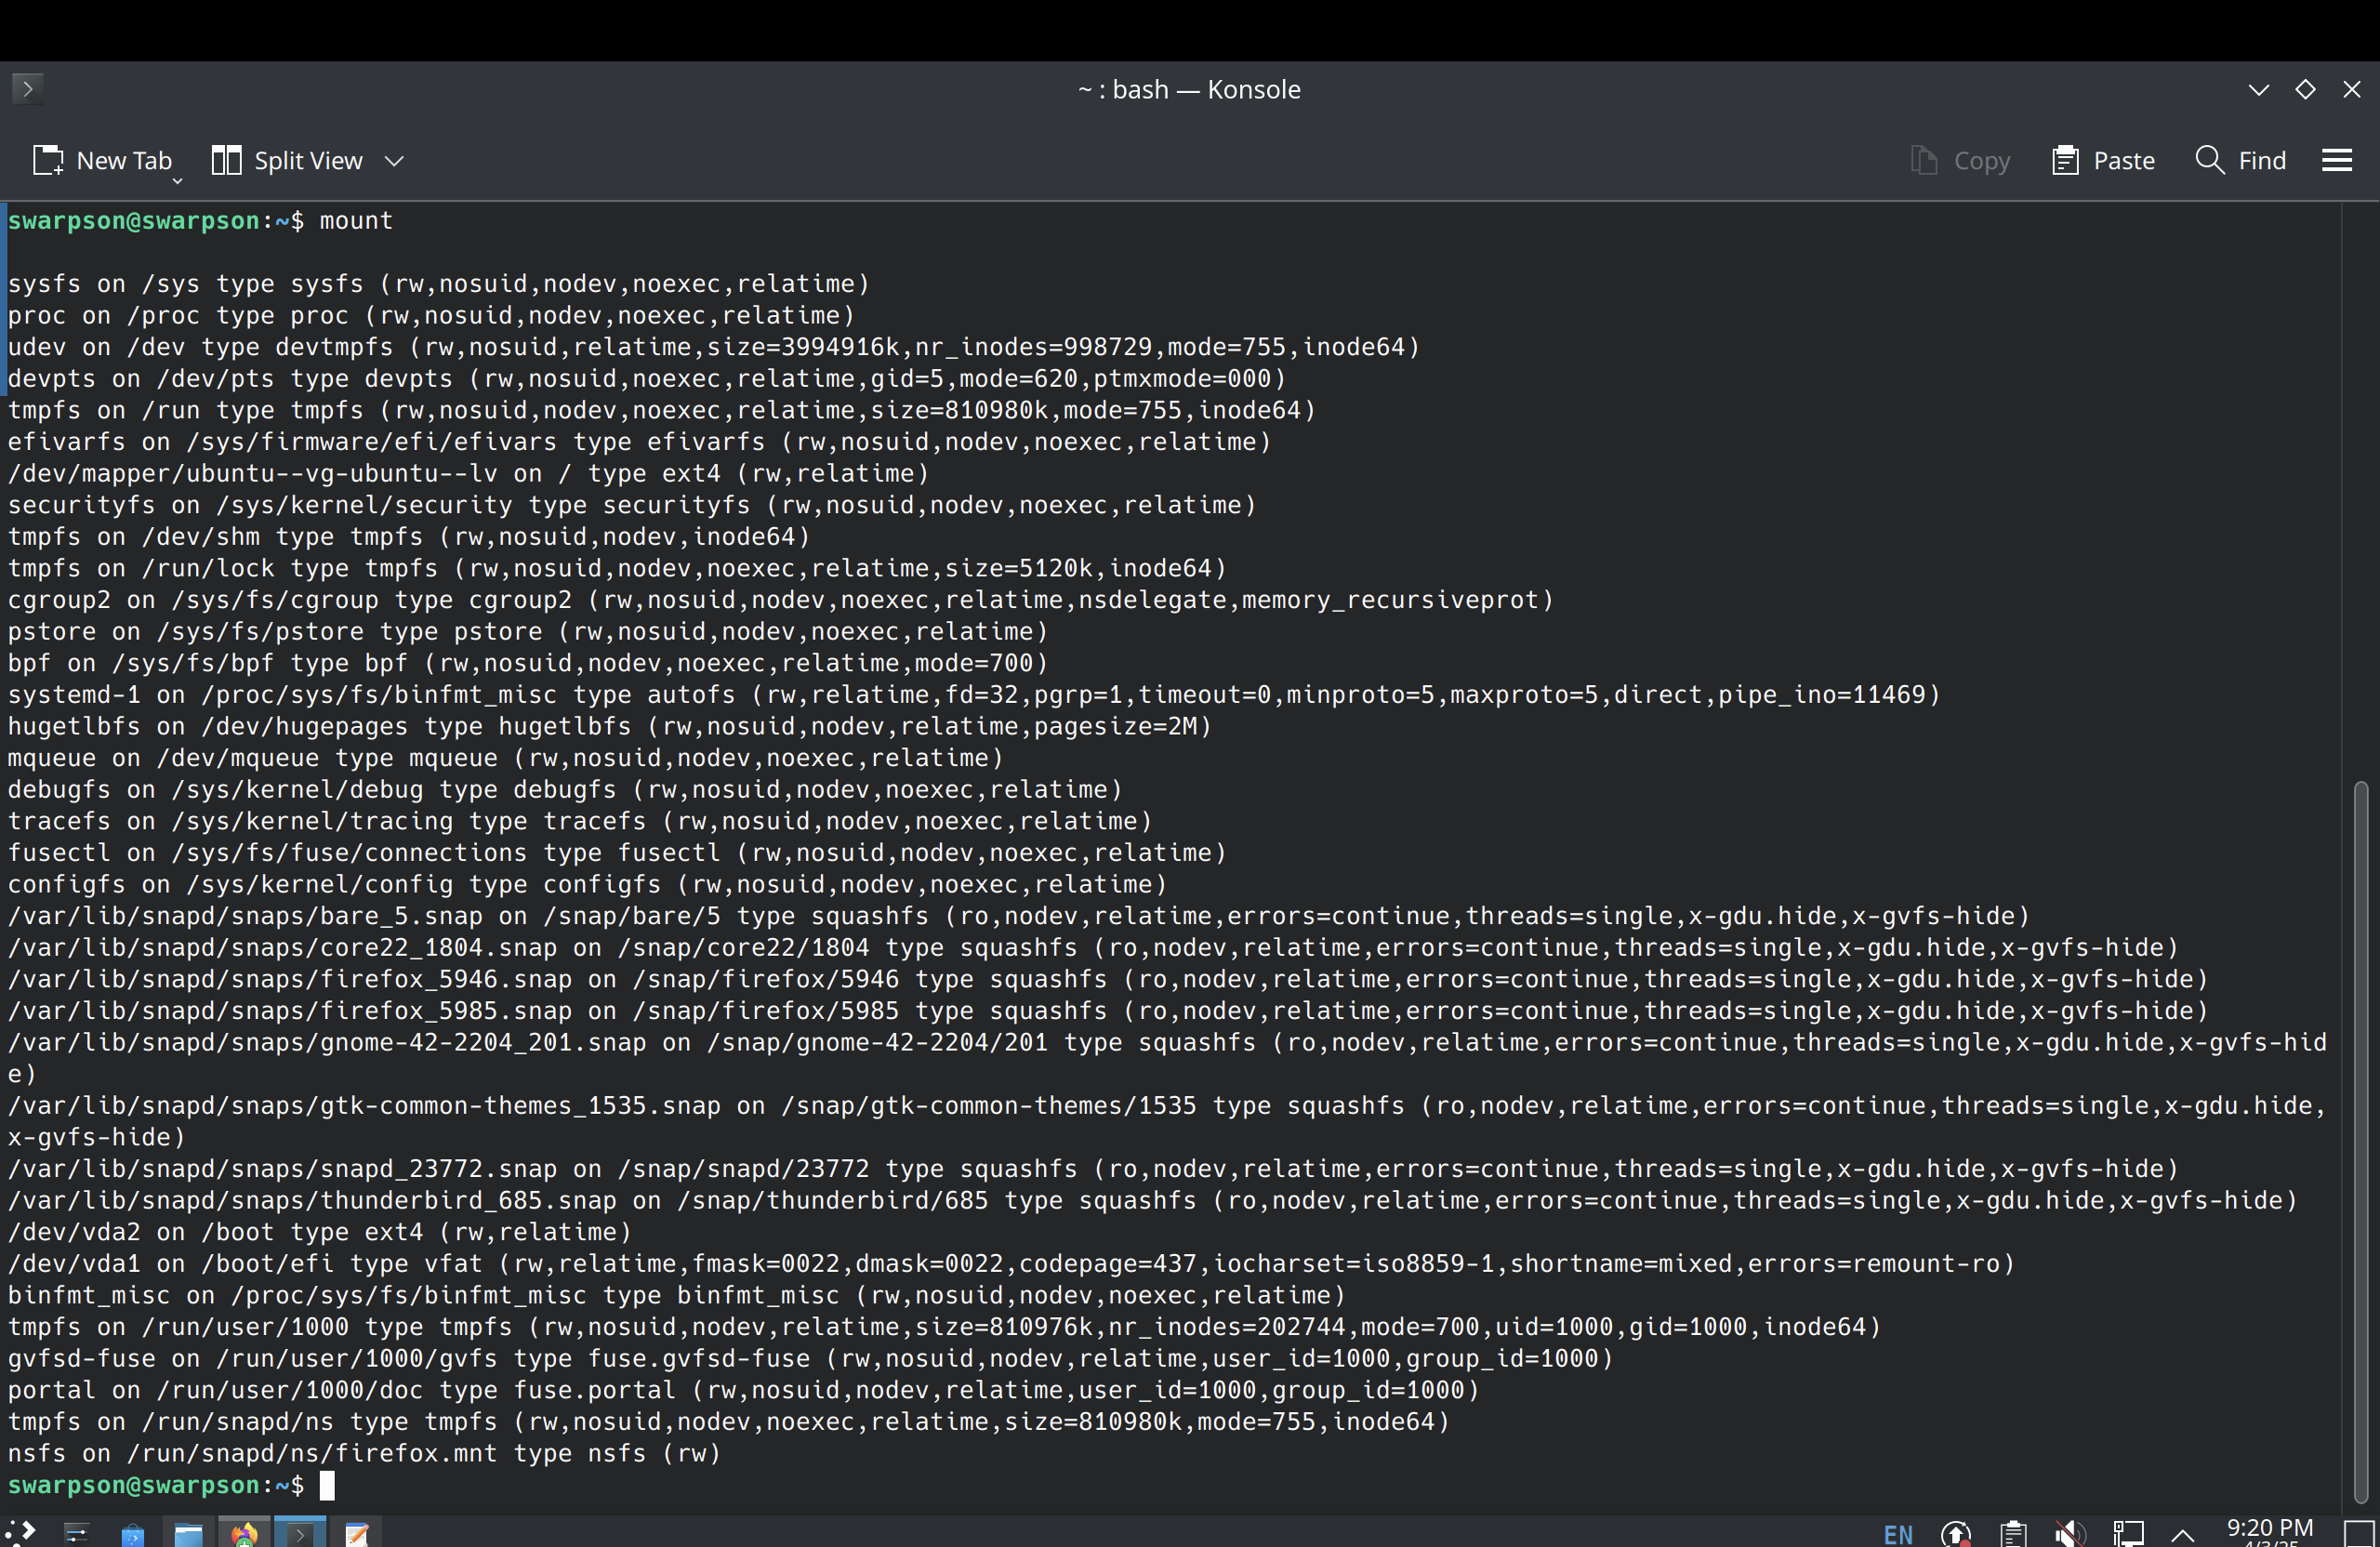 ~ : bash — Konsole
New Tab Split View Copy Paste Find
swarpson@swarpson:~$ mount
sysfs on /sys type sysfs (rw,nosuid,nodev,noexec,relatime)
proc on /proc type proc (rw,nosuid,nodev,noexec,relatime)
udev on /dev type devtmpfs (rw,nosuid,relatime,size=3994916k,nr_inodes=998729,mode=755,inode64)
devpts on /dev/pts type devpts (rw,nosuid,noexec,relatime,gid=5,mode=620,ptmxmode=000)
tmpfs on /run type tmpfs (rw,nosuid,nodev,noexec,relatime,size=810980k,mode=755,inode64)
efivarfs on /sys/firmware/efi/efivars type efivarfs (rw,nosuid,nodev,noexec,relatime)
/dev/mapper/ubuntu--vg-ubuntu--lv on / type ext4 (rw,relatime)
securityfs on /sys/kernel/security type securityfs (rw,nosuid,nodev,noexec,relatime)
tmpfs on /dev/shm type tmpfs (rw,nosuid,nodev,inode64)
tmpfs on /run/lock type tmpfs (rw,nosuid,nodev,noexec,relatime,size=5120k,inode64)
cgroup2 on /sys/fs/cgroup type cgroup2 (rw,nosuid,nodev,noexec,relatime,nsdelegate,memory_recursiveprot)
pstore on /sys/fs/pstore type pstore (rw,nosuid,nodev,noexec,relatime)
bpf on /sys/fs/bpf type bpf (rw,nosuid,nodev,noexec,relatime,mode=700)
systemd-1 on /proc/sys/fs/binfmt_misc type autofs (rw,relatime,fd=32,pgrp=1,timeout=0,minproto=5,maxproto=5,direct,pipe_ino=11469)
hugetlbfs on /dev/hugepages type hugetlbfs (rw,nosuid,nodev,relatime,pagesize=2M)
mqueue on /dev/mqueue type mqueue (rw,nosuid,nodev,noexec,relatime)
debugfs on /sys/kernel/debug type debugfs (rw,nosuid,nodev,noexec,relatime)
tracefs on /sys/kernel/tracing type tracefs (rw,nosuid,nodev,noexec,relatime)
fusectl on /sys/fs/fuse/connections type fusectl (rw,nosuid,nodev,noexec,relatime)
configfs on /sys/kernel/config type configfs (rw,nosuid,nodev,noexec,relatime)
/var/lib/snapd/snaps/bare_5.snap on /snap/bare/5 type squashfs (ro,nodev,relatime,errors=continue,threads=single,x-gdu.hide,x-gvfs-hide)
/var/lib/snapd/snaps/core22_1804.snap on /snap/core22/1804 type squashfs (ro,nodev,relatime,errors=continue,threads=single,x-gdu.hide,x-gvfs-hide)
/var/lib/snapd/snaps/firefox_5946.snap on /snap/firefox/5946 type squashfs (ro,nodev,relatime,errors=continue,threads=single,x-gdu.hide,x-gvfs-hide)
/var/lib/snapd/snaps/firefox_5985.snap on /snap/firefox/5985 type squashfs (ro,nodev,relatime,errors=continue,threads=single,x-gdu.hide,x-gvfs-hide)
/var/lib/snapd/snaps/gnome-42-2204_201.snap on /snap/gnome-42-2204/201 type squashfs (ro,nodev,relatime,errors=continue,threads=single,x-gdu.hide,x-gvfs-hid
e)
/var/lib/snapd/snaps/gtk-common-themes_1535.snap on /snap/gtk-common-themes/1535 type squashfs (ro,nodev,relatime,errors=continue,threads=single,x-gdu.hide,
x-gvfs-hide)
/var/lib/snapd/snaps/snapd_23772.snap on /snap/snapd/23772 type squashfs (ro,nodev,relatime,errors=continue,threads=single,x-gdu.hide,x-gvfs-hide)
/var/lib/snapd/snaps/thunderbird_685.snap on /snap/thunderbird/685 type squashfs (ro,nodev,relatime,errors=continue,threads=single,x-gdu.hide,x-gvfs-hide)
/dev/vda2 on /boot type ext4 (rw,relatime)
/dev/vda1 on /boot/efi type vfat (rw,relatime,fmask=0022,dmask=0022,codepage=437,iocharset=iso8859-1,shortname=mixed,errors=remount-ro)
binfmt_misc on /proc/sys/fs/binfmt_misc type binfmt_misc (rw,nosuid,nodev,noexec,relatime)
tmpfs on /run/user/1000 type tmpfs (rw,nosuid,nodev,relatime,size=810976k,nr_inodes=202744,mode=700,uid=1000,gid=1000,inode64)
gvfsd-fuse on /run/user/1000/gvfs type fuse.gvfsd-fuse (rw,nosuid,nodev,relatime,user_id=1000,group_id=1000)
portal on /run/user/1000/doc type fuse.portal (rw,nosuid,nodev,relatime,user_id=1000,group_id=1000)
tmpfs on /run/snapd/ns type tmpfs (rw,nosuid,nodev,noexec,relatime,size=810980k,mode=755,inode64)
nsfs on /run/snapd/ns/firefox.mnt type nsfs (rw)
swarpson@swarpson:~$
EN 9:20 PM
4/3/25